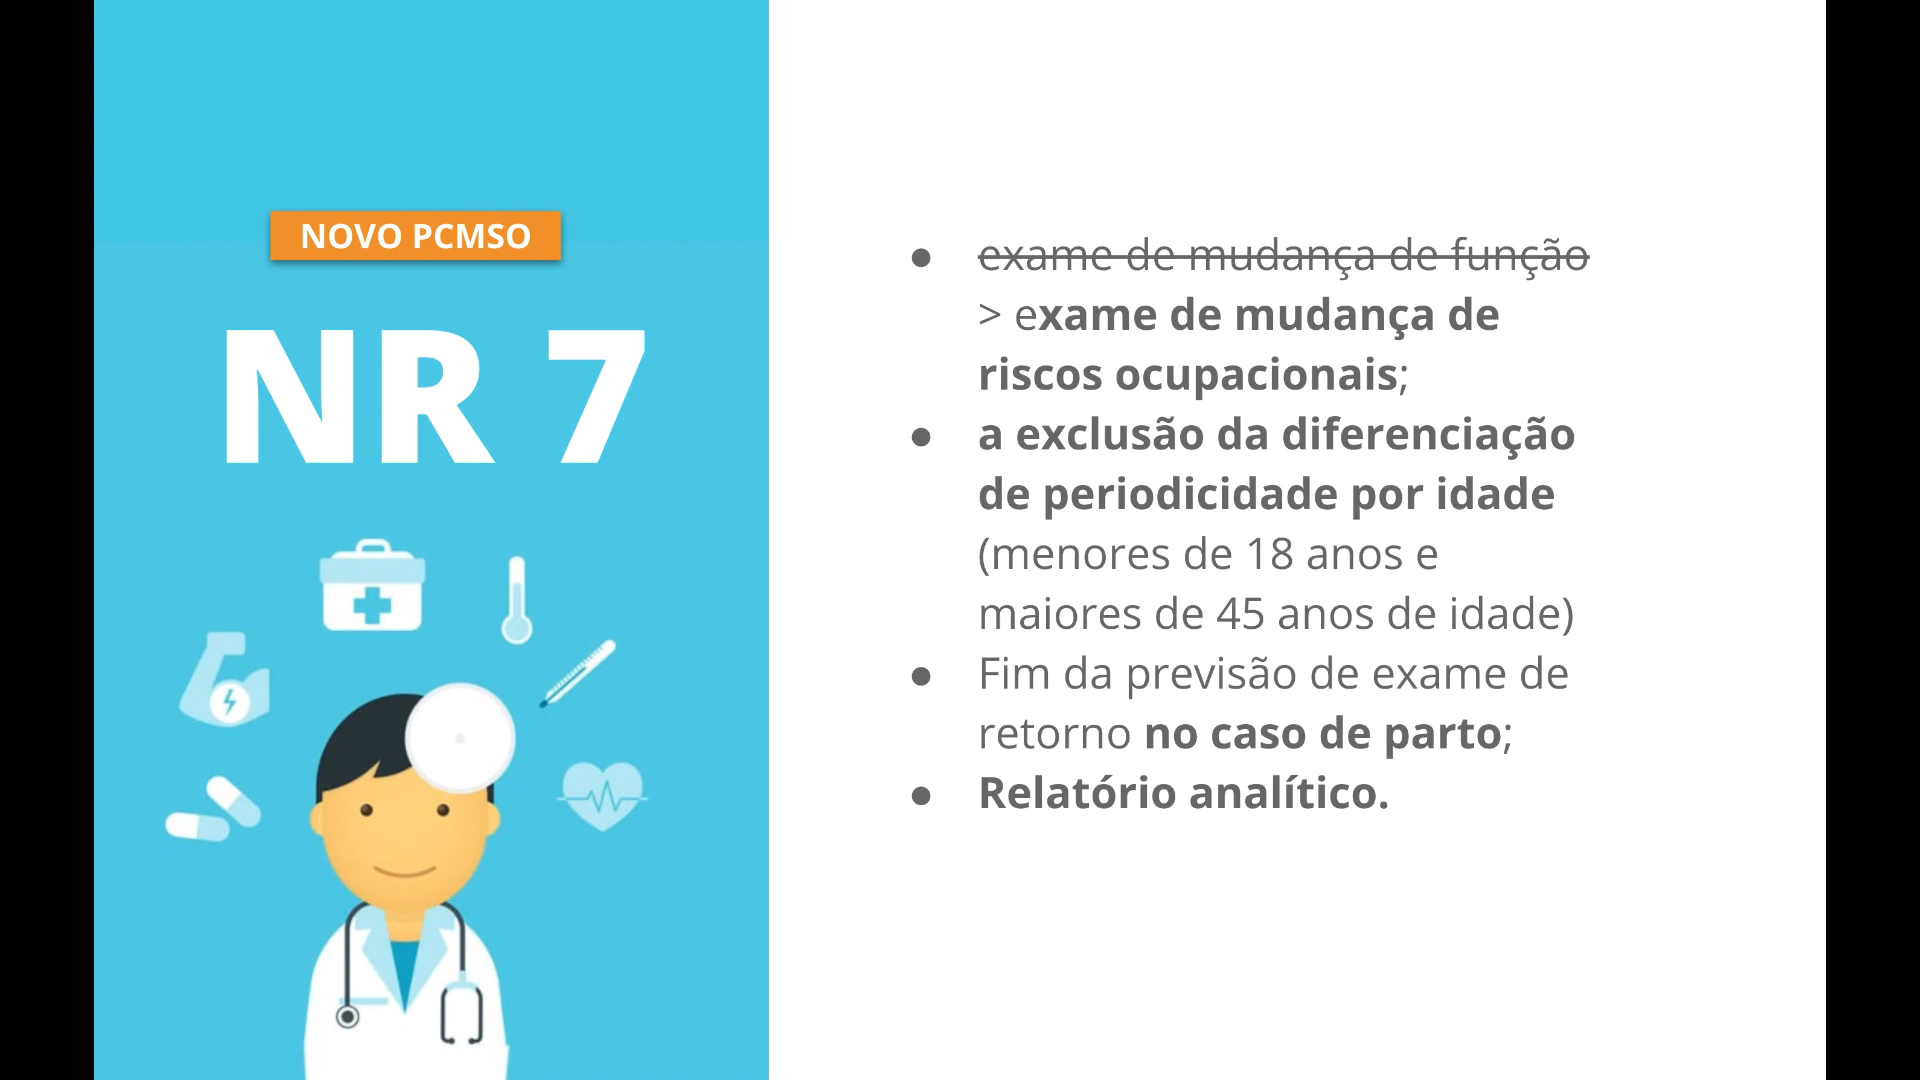 NOVO PCMSO
NR 7
● exame de mudança de função
> exame de mudança de
riscos ocupacionais;
● a exclusão da diferenciação
de periodicidade por idade
(menores de 18 anos e
maiores de 45 anos de idade)
● Fim da previsão de exame de
retorno no caso de parto;
● Relatório analítico.